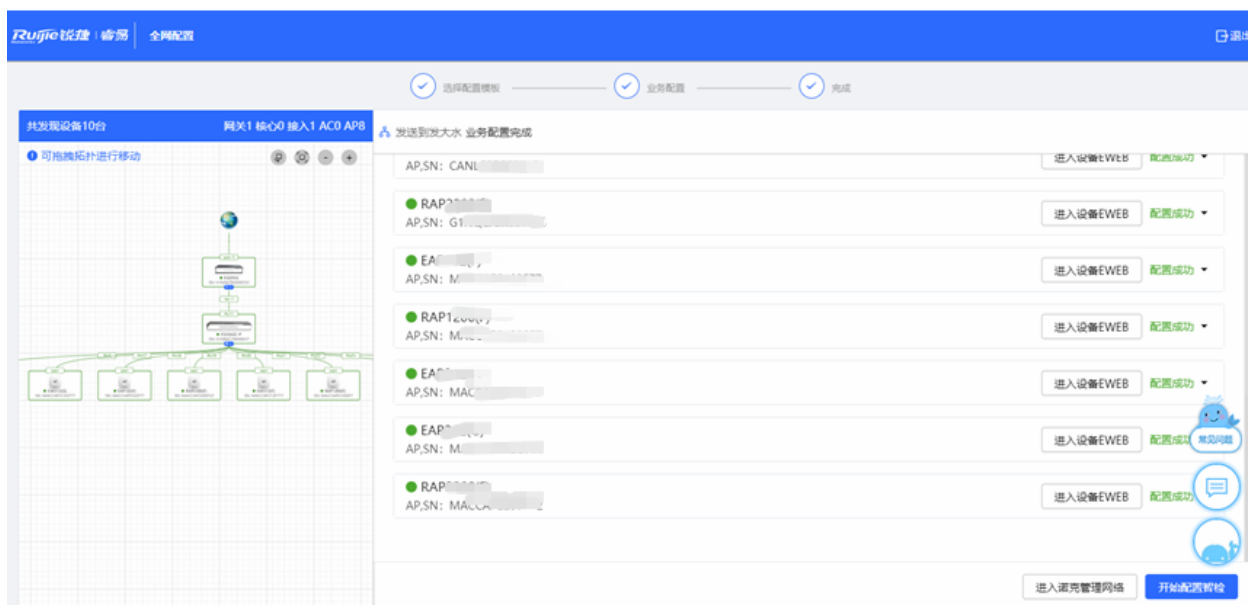 Ruijie锐捷 | 睿易 全网配置
退出
选择配置模板
业务配置
完成
共发现设备10台 网关1 核心0 接入1 AC0 AP8
可拖拽拓扑进行移动
发送到发大水 业务配置完成
AP,SN: CANL
进入设备EWEB 配置成功
RAP
AP,SN: G1
进入设备EWEB 配置成功
EA
AP,SN: M
进入设备EWEB 配置成功
RAP12
AP,SN: M
进入设备EWEB 配置成功
EAP
AP,SN: MAC
进入设备EWEB 配置成功
EAP
AP,SN: M
进入设备EWEB 配置成功
RAP
AP,SN: MACCA
进入设备EWEB 配置成功
常见问题
进入诺克管理网络
开始配置智检